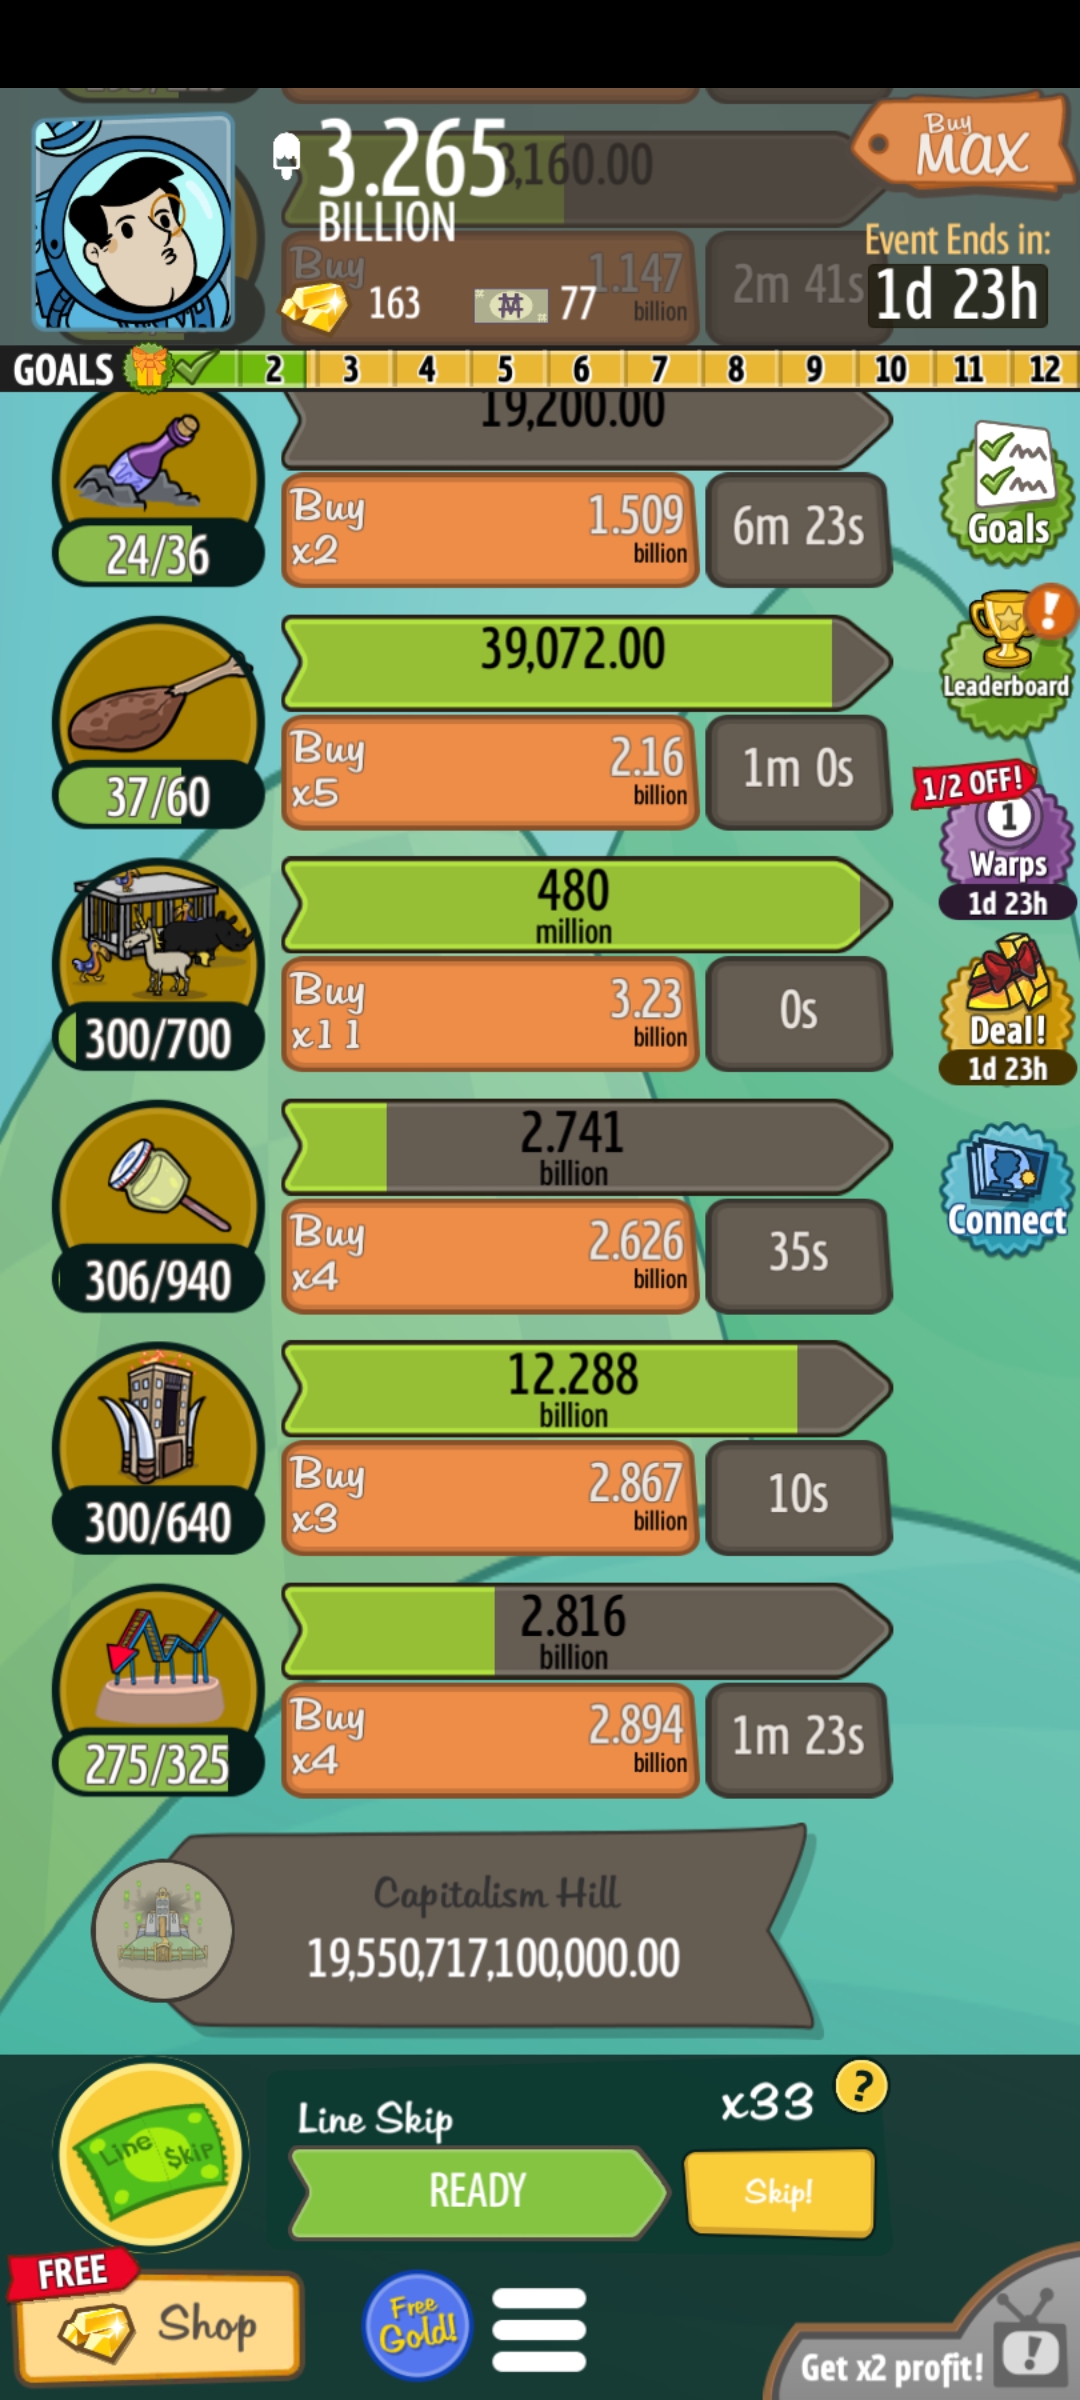 3.265
BILLION
3,160.00
Buy
MAX
Event Ends in:
1d 23h
Buy
1.147
billion
2m 41s
163
77
GOALS 2 3 4 5 6 7 8 9 10 11 12
19,200.00
24/36
Buy
x2
1.509
billion
6m 23s
Goals
37/60
39,072.00
Buy
x5
2.16
billion
1m 0s
!
Leaderboard
1/2 OFF!
1
Warps
1d 23h
300/700
480
million
Buy
x11
3.23
billion
0s
Deal!
1d 23h
306/940
2.741
billion
Buy
x4
2.626
billion
35s
Connect
300/640
12.288
billion
Buy
x3
2.867
billion
10s
275/325
2.816
billion
Buy
x4
2.894
billion
1m 23s
Capitalism Hill
19,550,717,100,000.00
Line $kip
Line Skip
x33
?
READY
Skip!
FREE
Shop
Free
Gold!
Get x2 profit!
!